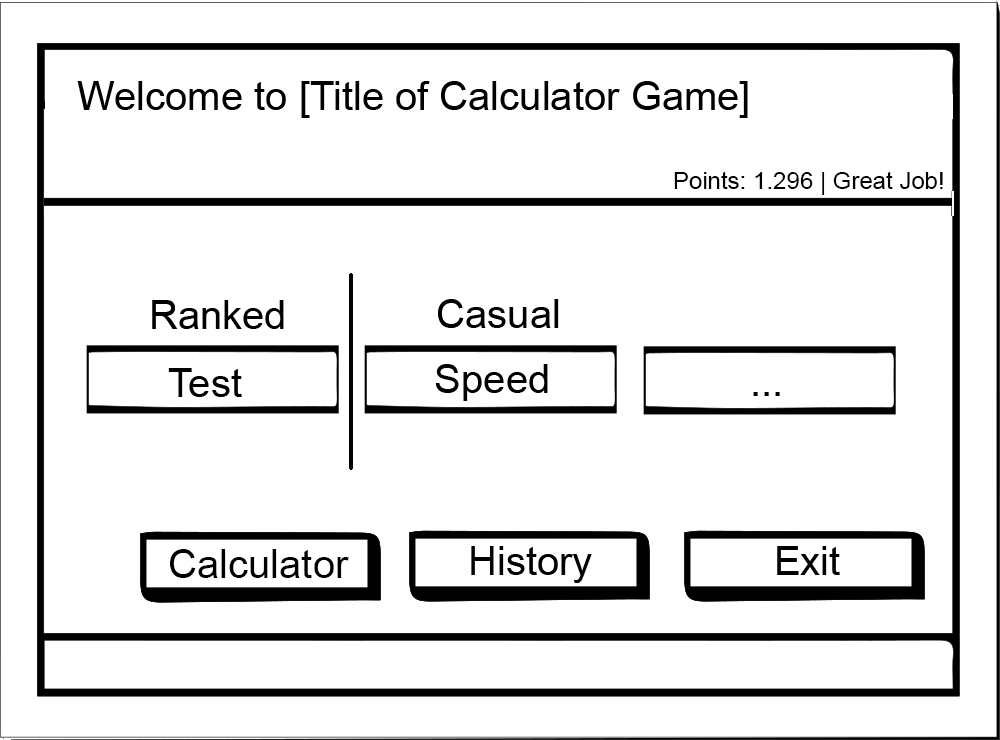 Welcome to [Title of Calculator Game]
Points: 1.296 | Great Job!
Ranked
Casual
Test
Speed
...
Calculator
History
Exit